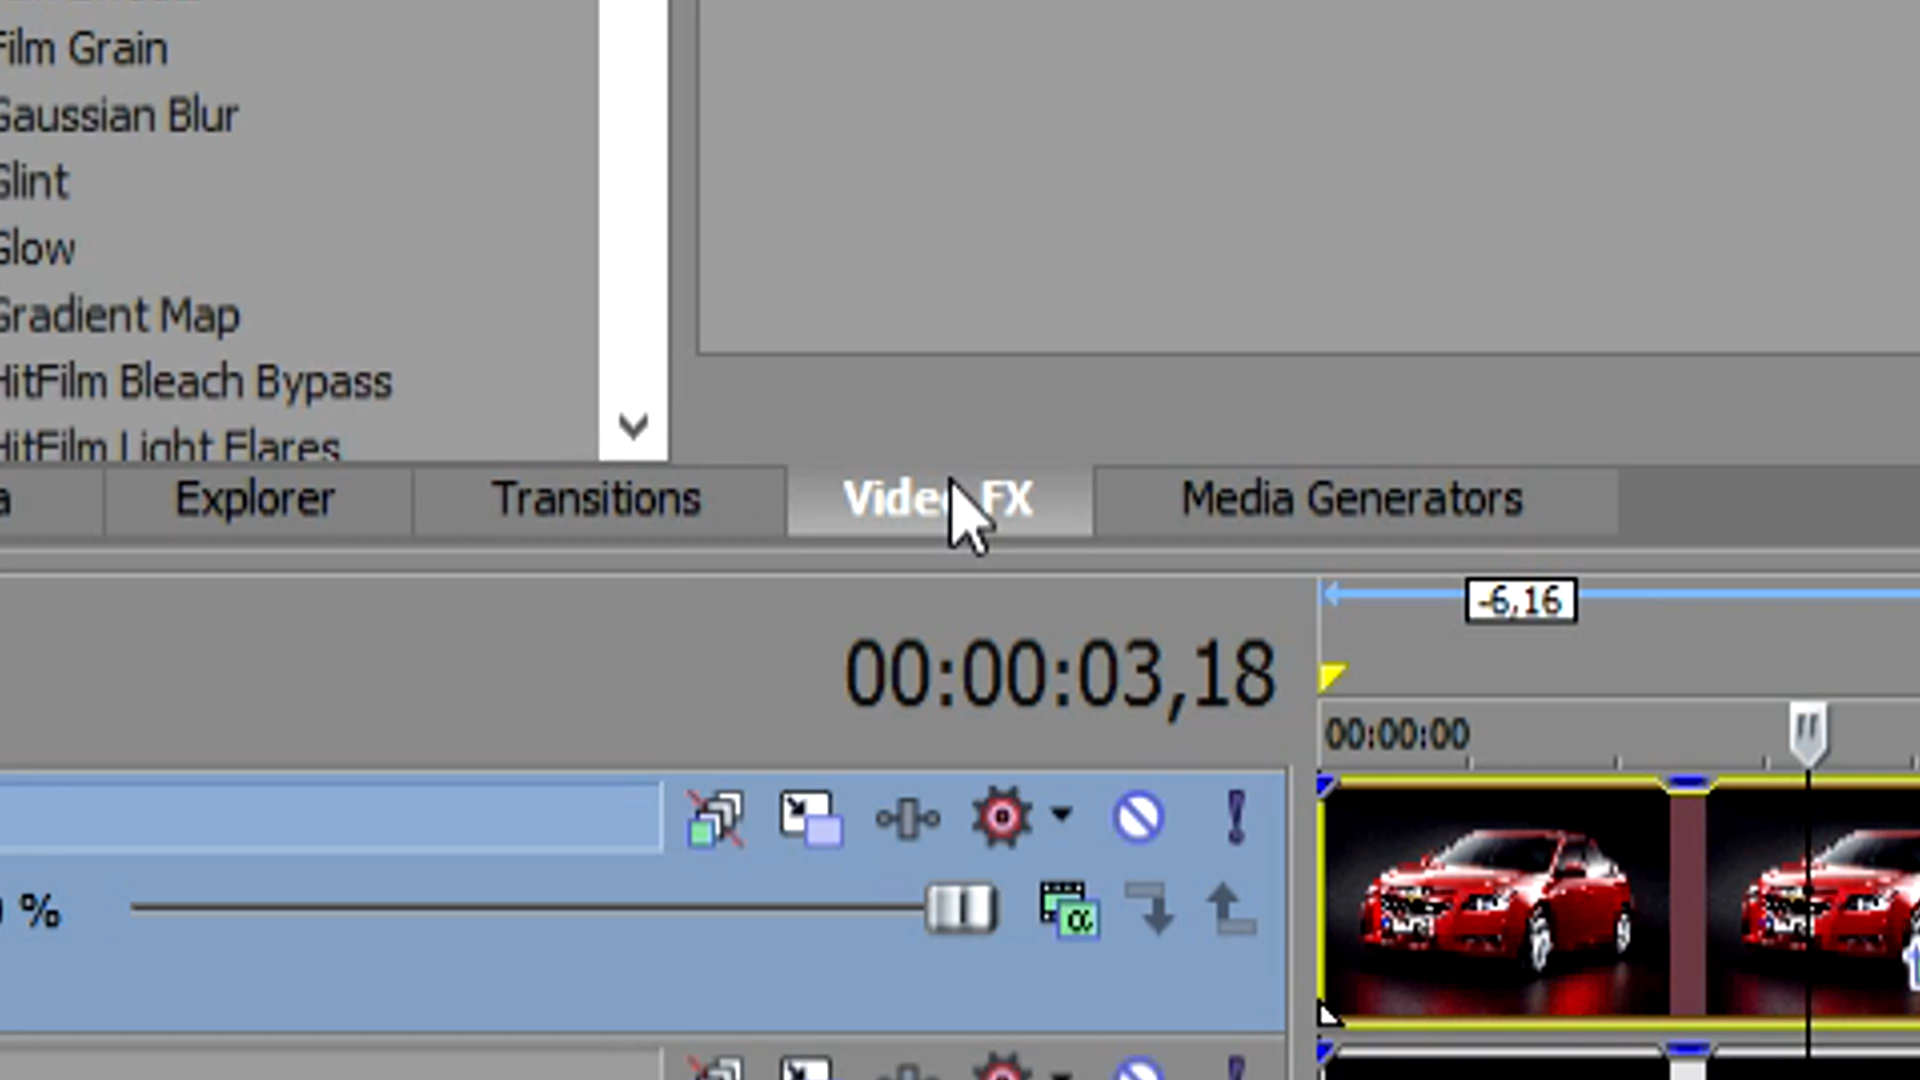 Film Grain
Gaussian Blur
Glint
Glow
Gradient Map
HitFilm Bleach Bypass
HitFilm Light Flares
Explorer
Transitions
Video FX
Media Generators
-6,16
00:00:03,18
00:00:00
%